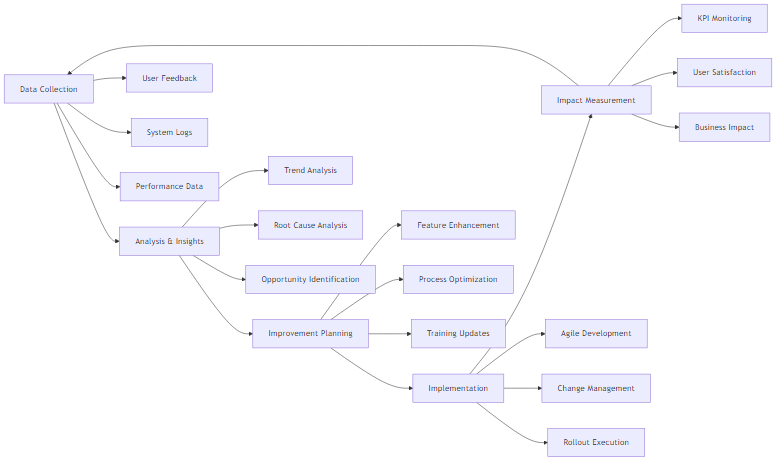 KPI Monitoring
User Satisfaction
Data Collection
User Feedback
Impact Measurement
Business Impact
System Logs
Trend Analysis
Performance Data
Root Cause Analysis
Feature Enhancement
Analysis & Insights
Opportunity Identification
Process Optimization
Improvement Planning
Training Updates
Agile Development
Implementation
Change Management
Rollout Execution